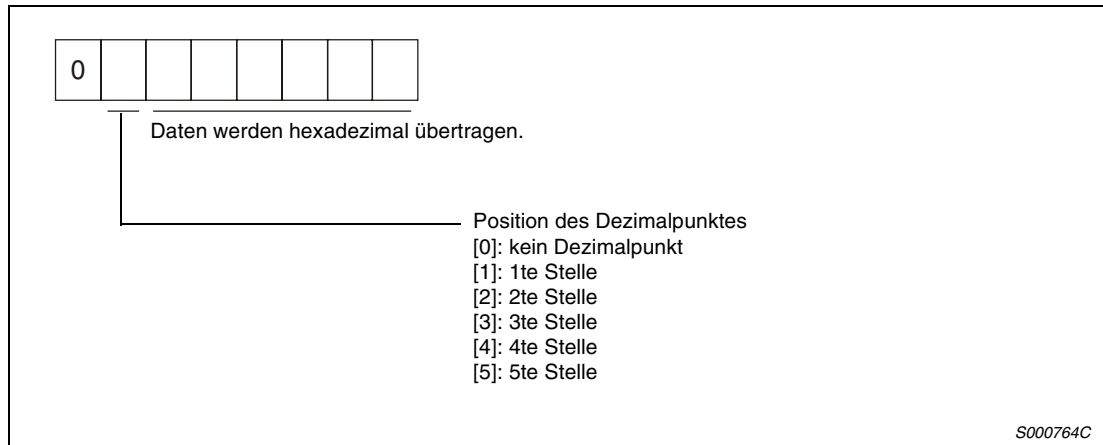 0
Daten werden hexadezimal übertragen.
Position des Dezimalpunktes
[0]: kein Dezimalpunkt
[1]: 1te Stelle
[2]: 2te Stelle
[3]: 3te Stelle
[4]: 4te Stelle
[5]: 5te Stelle
S000764C